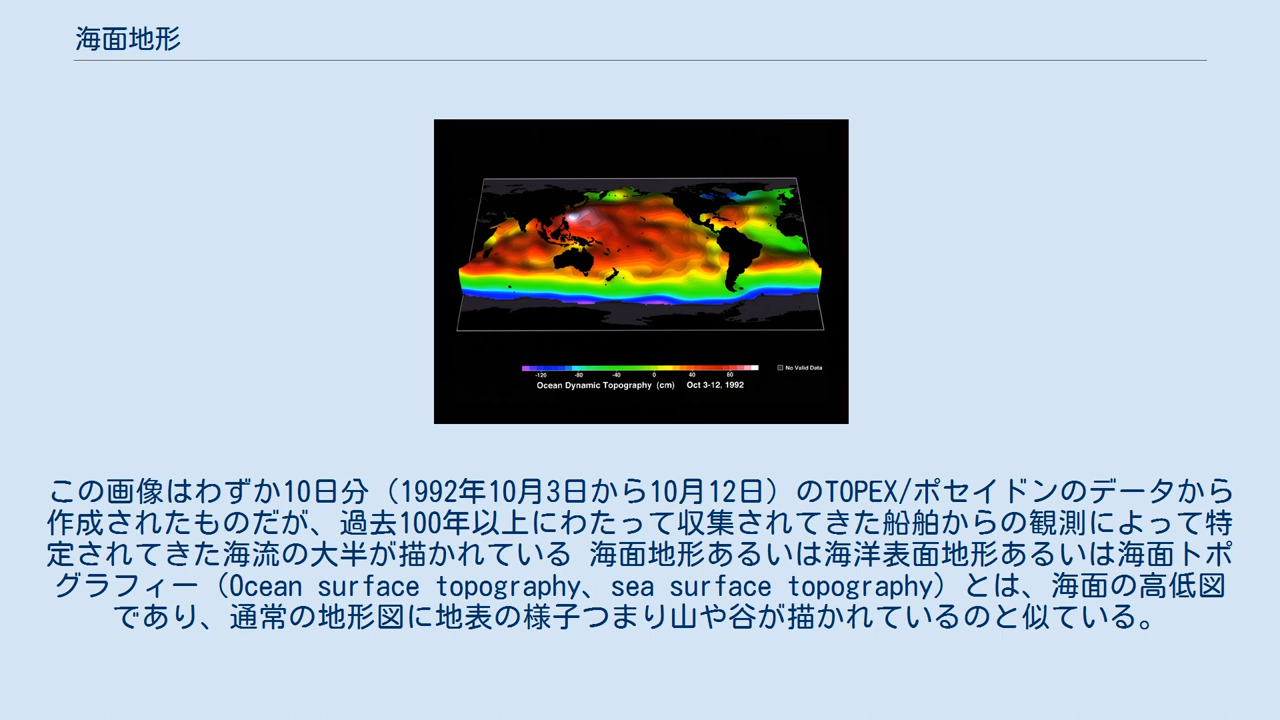 海面地形
-120 -80 -40 0 40 80
No Valid Data
Ocean Dynamic Topography (cm) Oct 3-12, 1992
この画像はわずか10日分（1992年10月3日から10月12日）のTOPEX/ポセイドンのデータから
作成されたものだが、過去100年以上にわたって収集されてきた船舶からの観測によって特
定されてきた海流の大半が描かれている 海面地形あるいは海洋表面地形あるいは海面トポ
グラフィー（Ocean surface topography、sea surface topography）とは、海面の高低図
であり、通常の地形図に地表の様子つまり山や谷が描かれているのと似ている。